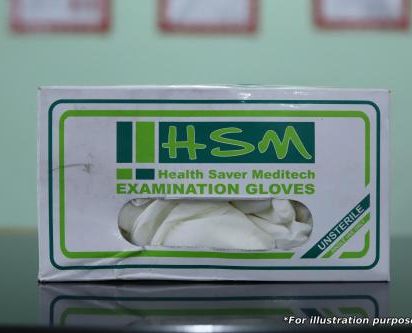 HSM
Health Saver Meditech
EXAMINATION GLOVES
UNSTERILE
*For illustration purpose